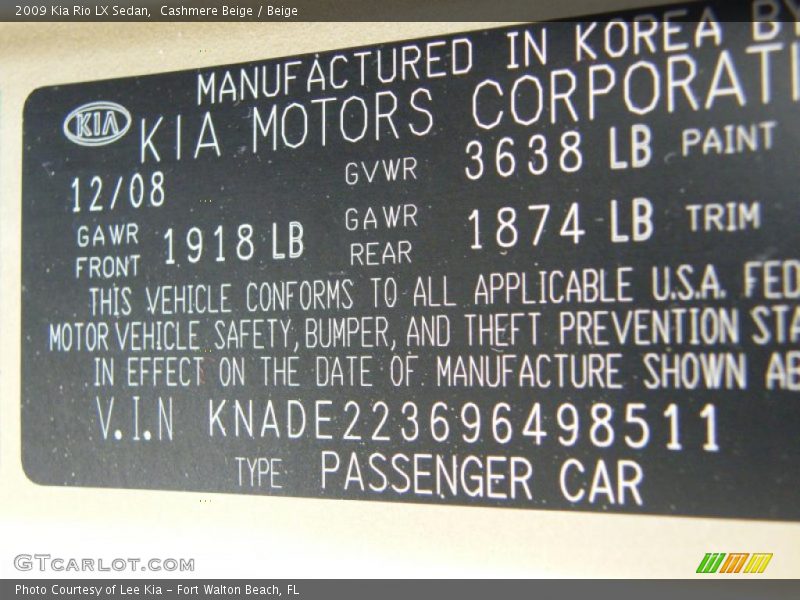 2009 Kia Rio LX Sedan, Cashmere Beige / Beige
MANUFACTURED IN KOREA BY
KIA KIA MOTORS CORPORATI
12/08 GVWR 3638 LB PAINT
GAWR FRONT 1918 LB GAWR REAR 1874 LB TRIM
THIS VEHICLE CONFORMS TO ALL APPLICABLE U.S.A. FED
MOTOR VEHICLE SAFETY, BUMPER, AND THEFT PREVENTION STA
IN EFFECT ON THE DATE OF MANUFACTURE SHOWN AB
V.I.N KNADE223696498511
TYPE PASSENGER CAR
GTCARLOT.COM
Photo Courtesy of Lee Kia - Fort Walton Beach, FL